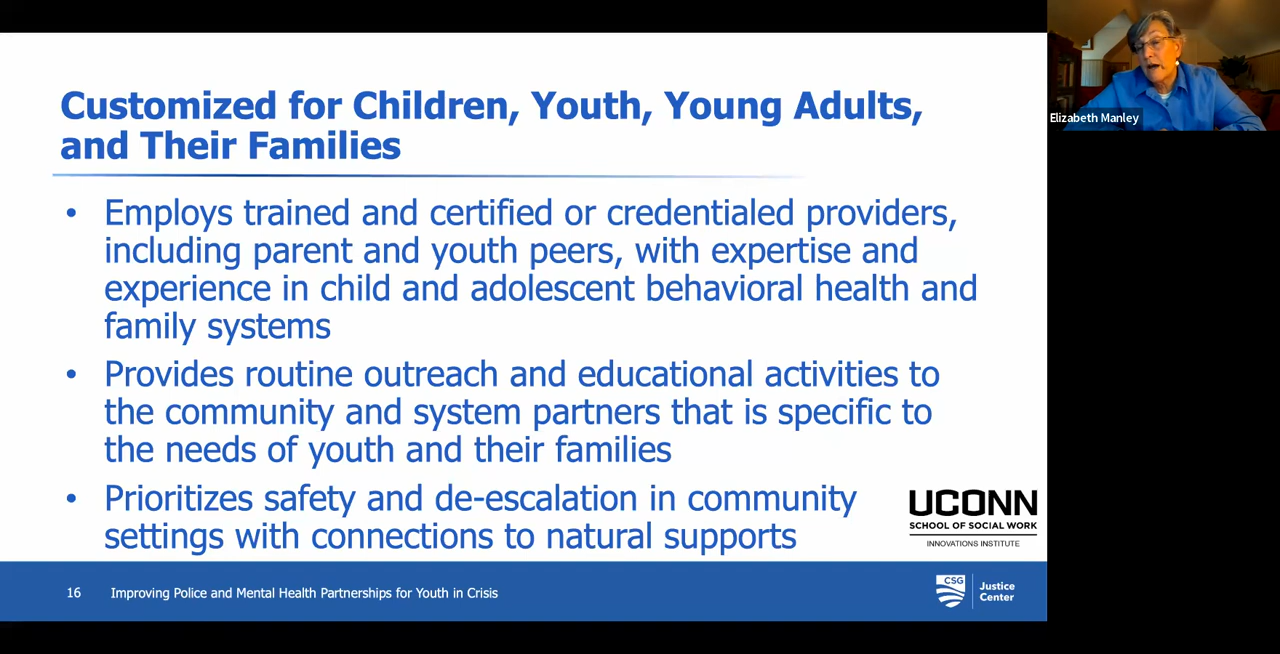 Customized for Children, Youth, Young Adults,
and Their Families
• Employs trained and certified or credentialed providers,
including parent and youth peers, with expertise and
experience in child and adolescent behavioral health and
family systems
• Provides routine outreach and educational activities to
the community and system partners that is specific to
the needs of youth and their families
• Prioritizes safety and de-escalation in community
settings with connections to natural supports
UCONN
SCHOOL OF SOCIAL WORK
INNOVATIONS INSTITUTE
16 Improving Police and Mental Health Partnerships for Youth in Crisis
CSG
Justice
Center
Elizabeth Manley